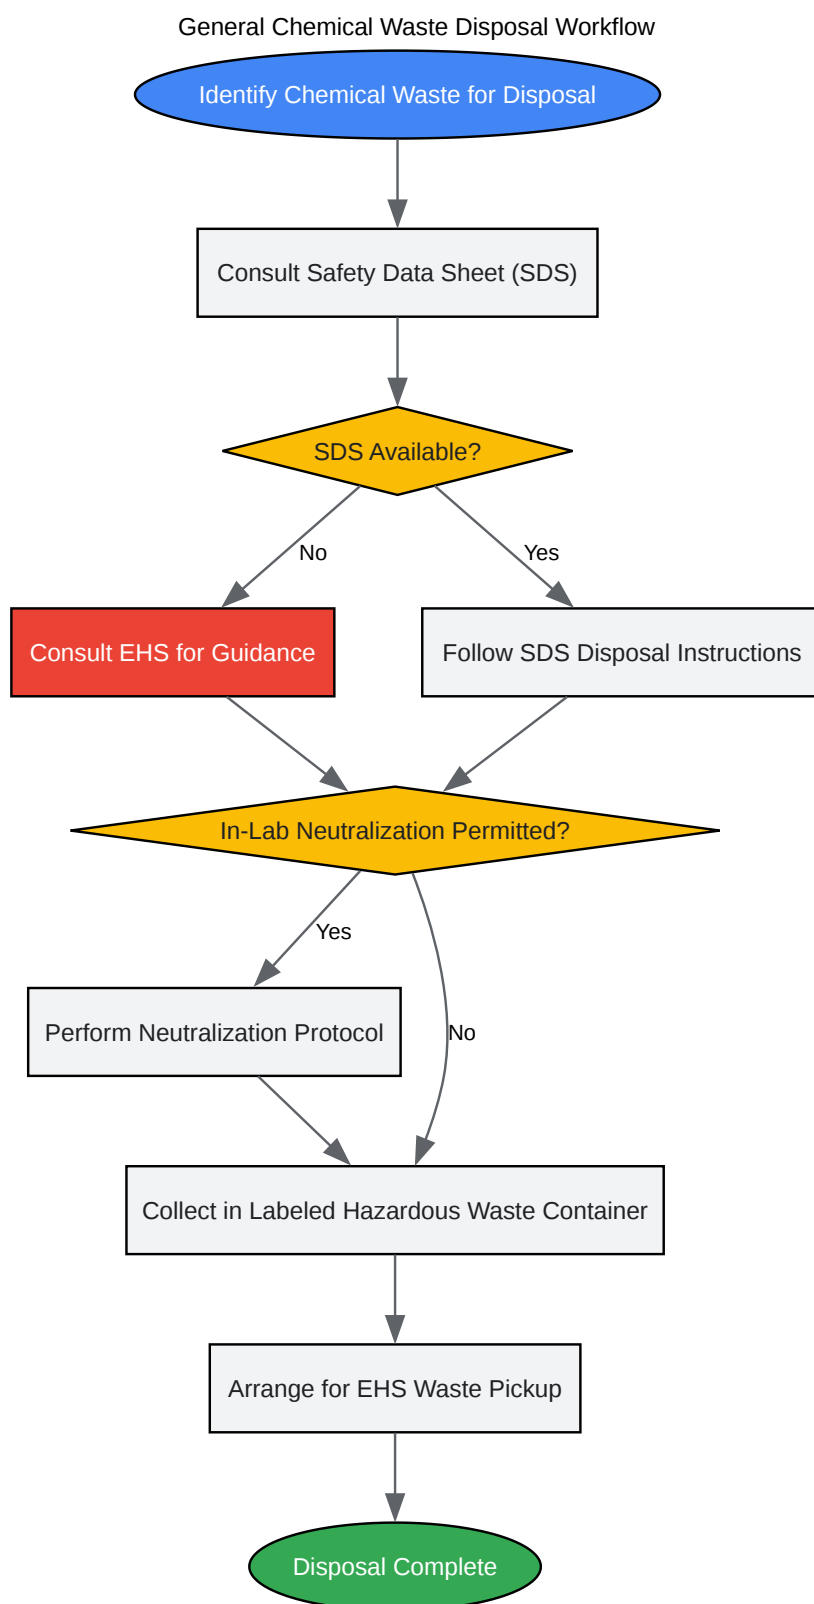 General Chemical Waste Disposal Workflow
Identify Chemical Waste for Disposal
Consult Safety Data Sheet (SDS)
SDS Available?
No
Yes
Consult EHS for Guidance
Follow SDS Disposal Instructions
In-Lab Neutralization Permitted?
Yes
Perform Neutralization Protocol
No
Collect in Labeled Hazardous Waste Container
Arrange for EHS Waste Pickup
Disposal Complete